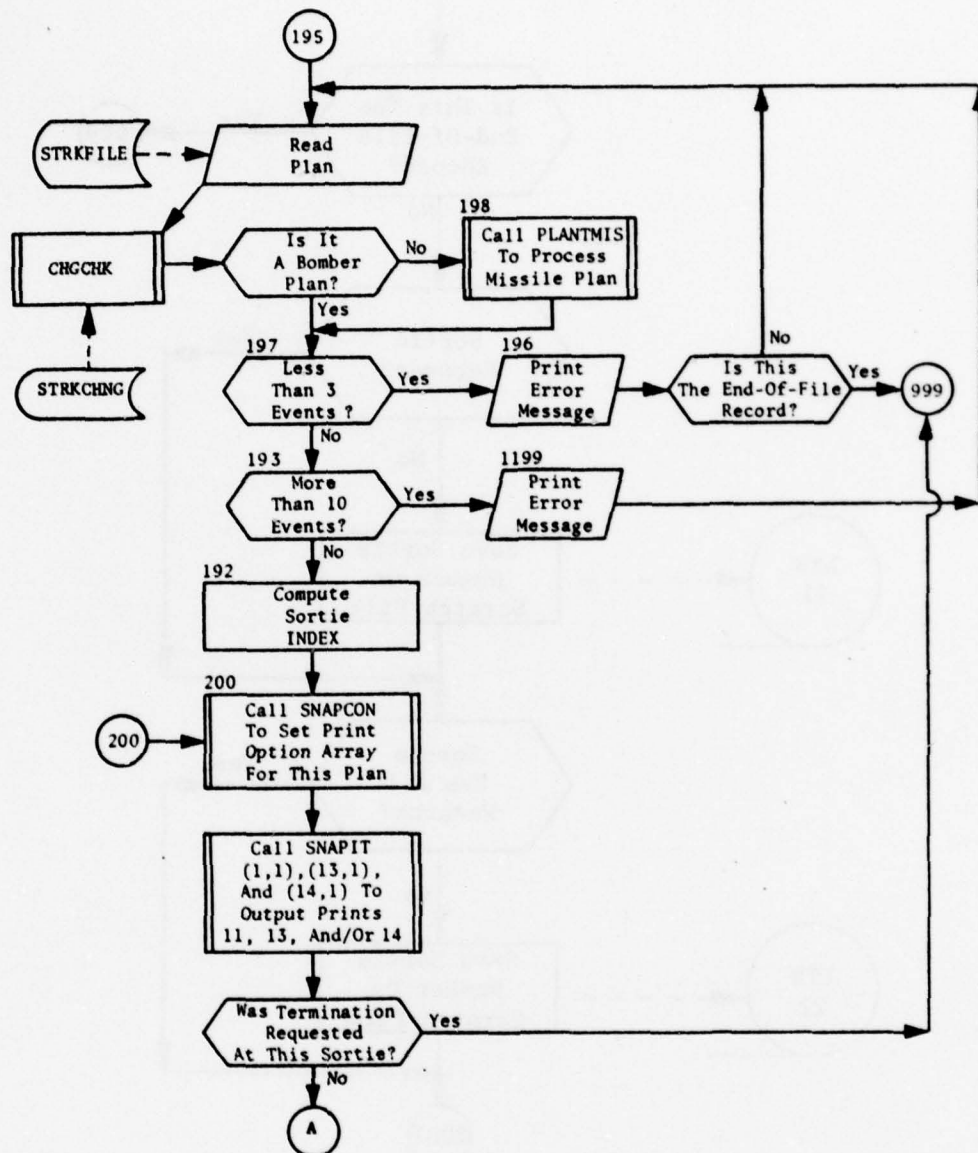 195
STRKFILE
Read
Plan
CHGCHK
Is It
A Bomber
Plan?
No
Yes
198
Call PLANTMIS
To Process
Missile Plan
STRKCHNG
197
Less
Than 3
Events?
Yes
No
196
Print
Error
Message
No
Is This
The End-Of-File
Record?
Yes
999
193
More
Than 10
Events?
Yes
No
1199
Print
Error
Message
192
Compute
Sortie
INDEX
200
200
Call SNAPCON
To Set Print
Option Array
For This Plan
Call SNAPIT
(1,1),(13,1),
And (14,1) To
Output Prints
11, 13, And/Or 14
Was Termination
Requested
At This Sortie?
Yes
No
A